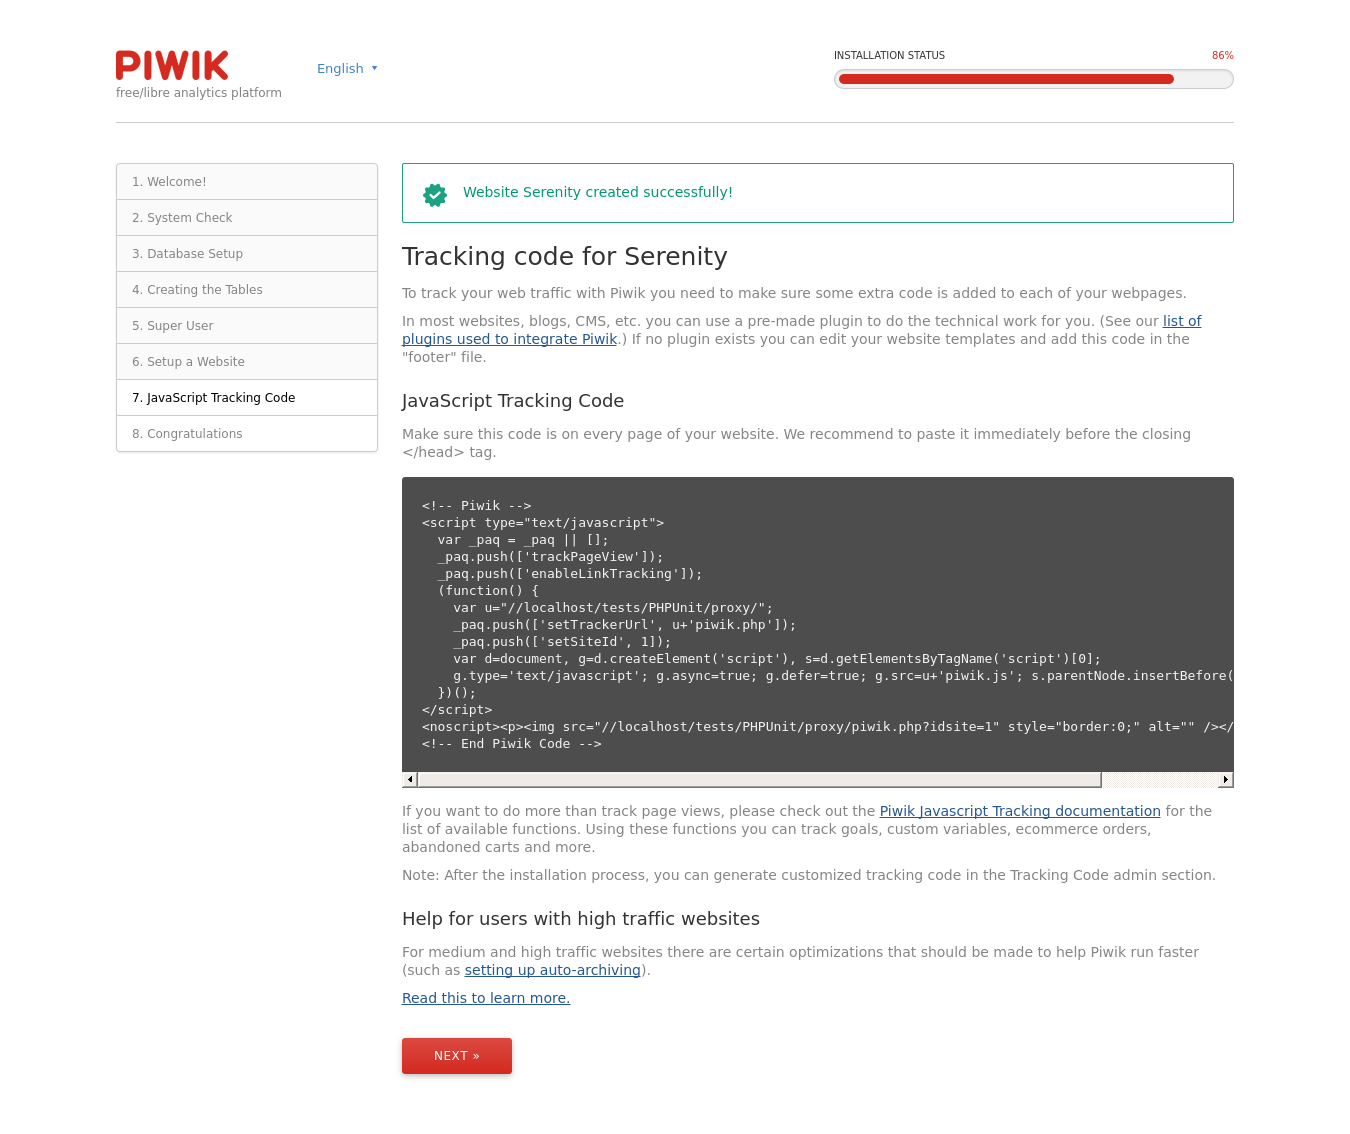 PIWIK
free/libre analytics platform
English
INSTALLATION STATUS 86%
1. Welcome!
2. System Check
3. Database Setup
4. Creating the Tables
5. Super User
6. Setup a Website
7. JavaScript Tracking Code
8. Congratulations
Website Serenity created successfully!
Tracking code for Serenity
To track your web traffic with Piwik you need to make sure some extra code is added to each of your webpages.
In most websites, blogs, CMS, etc. you can use a pre-made plugin to do the technical work for you. (See our list of
plugins used to integrate Piwik.) If no plugin exists you can edit your website templates and add this code in the
"footer" file.
JavaScript Tracking Code
Make sure this code is on every page of your website. We recommend to paste it immediately before the closing
</head> tag.
<!-- Piwik -->
<script type="text/javascript">
  var _paq = _paq || [];
  _paq.push(['trackPageView']);
  _paq.push(['enableLinkTracking']);
  (function() {
    var u="//localhost/tests/PHPUnit/proxy/";
    _paq.push(['setTrackerUrl', u+'piwik.php']);
    _paq.push(['setSiteId', 1]);
    var d=document, g=d.createElement('script'), s=d.getElementsByTagName('script')[0];
    g.type='text/javascript'; g.async=true; g.defer=true; g.src=u+'piwik.js'; s.parentNode.insertBefore(
  })();
</script>
<noscript><p><img src="//localhost/tests/PHPUnit/proxy/piwik.php?idsite=1" style="border:0;" alt="" /></
<!-- End Piwik Code -->
If you want to do more than track page views, please check out the Piwik Javascript Tracking documentation for the
list of available functions. Using these functions you can track goals, custom variables, ecommerce orders,
abandoned carts and more.
Note: After the installation process, you can generate customized tracking code in the Tracking Code admin section.
Help for users with high traffic websites
For medium and high traffic websites there are certain optimizations that should be made to help Piwik run faster
(such as setting up auto-archiving).
Read this to learn more.
NEXT »